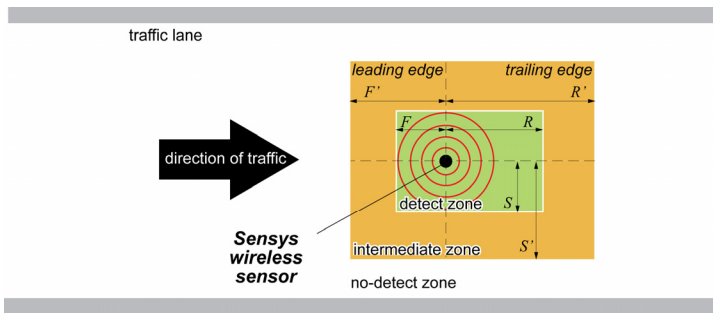 traffic lane
leading edge
trailing edge
F’
R’
F
R
direction of traffic
detect zone
S
Sensys
wireless
sensor
intermediate zone
S’
no-detect zone